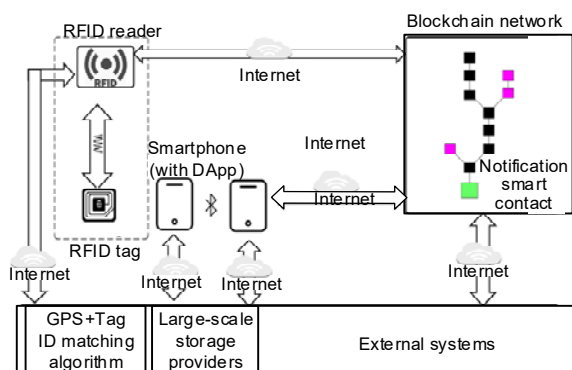 RFID reader
RFID
Internet
Blockchain network
Smartphone
(with DApp)
Internet
Internet
Notification
smart
contact
RFID tag
Internet
Internet
Internet
Internet
GPS+Tag
ID matching
algorithm
Large-scale
storage
providers
External systems